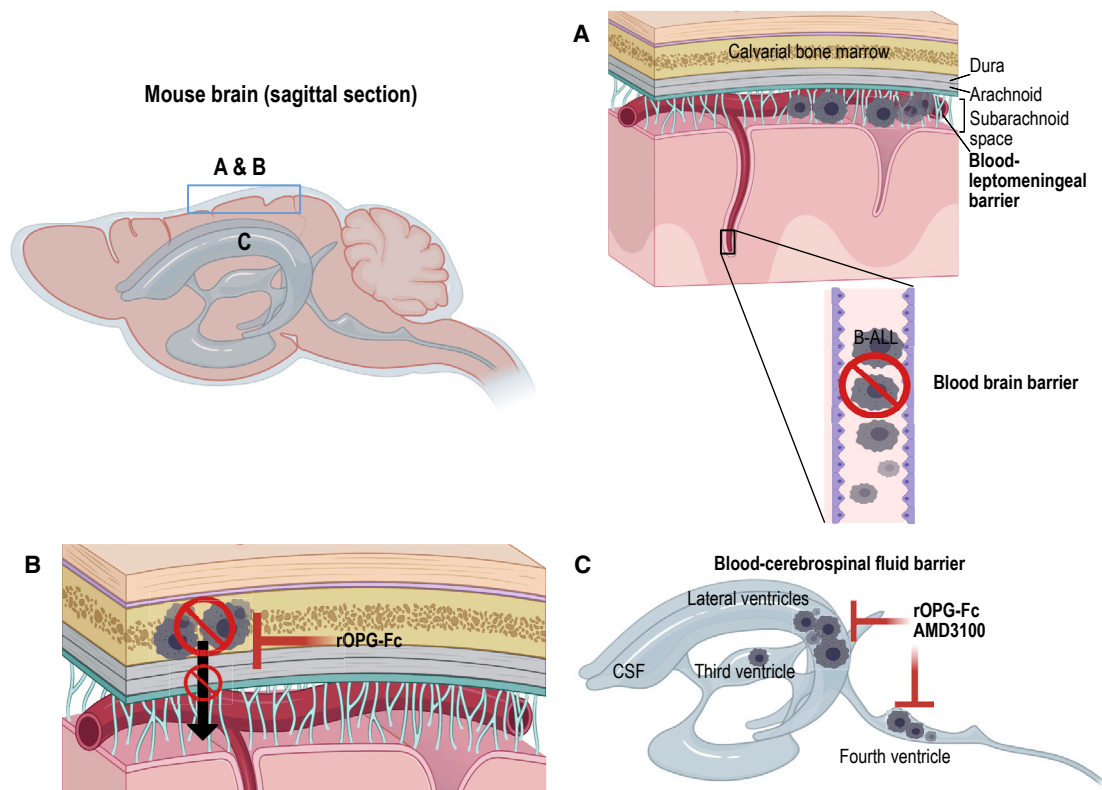 Mouse brain (sagittal section)
A & B
C
A
Calvarial bone marrow
Dura
Arachnoid
Subarachnoid
space
Blood-
leptomeningeal
barrier
B-ALL
Blood brain barrier
B
rOPG-Fc
C
Blood-cerebrospinal fluid barrier
Lateral ventricles
rOPG-Fc
AMD3100
CSF
Third ventricle
Fourth ventricle